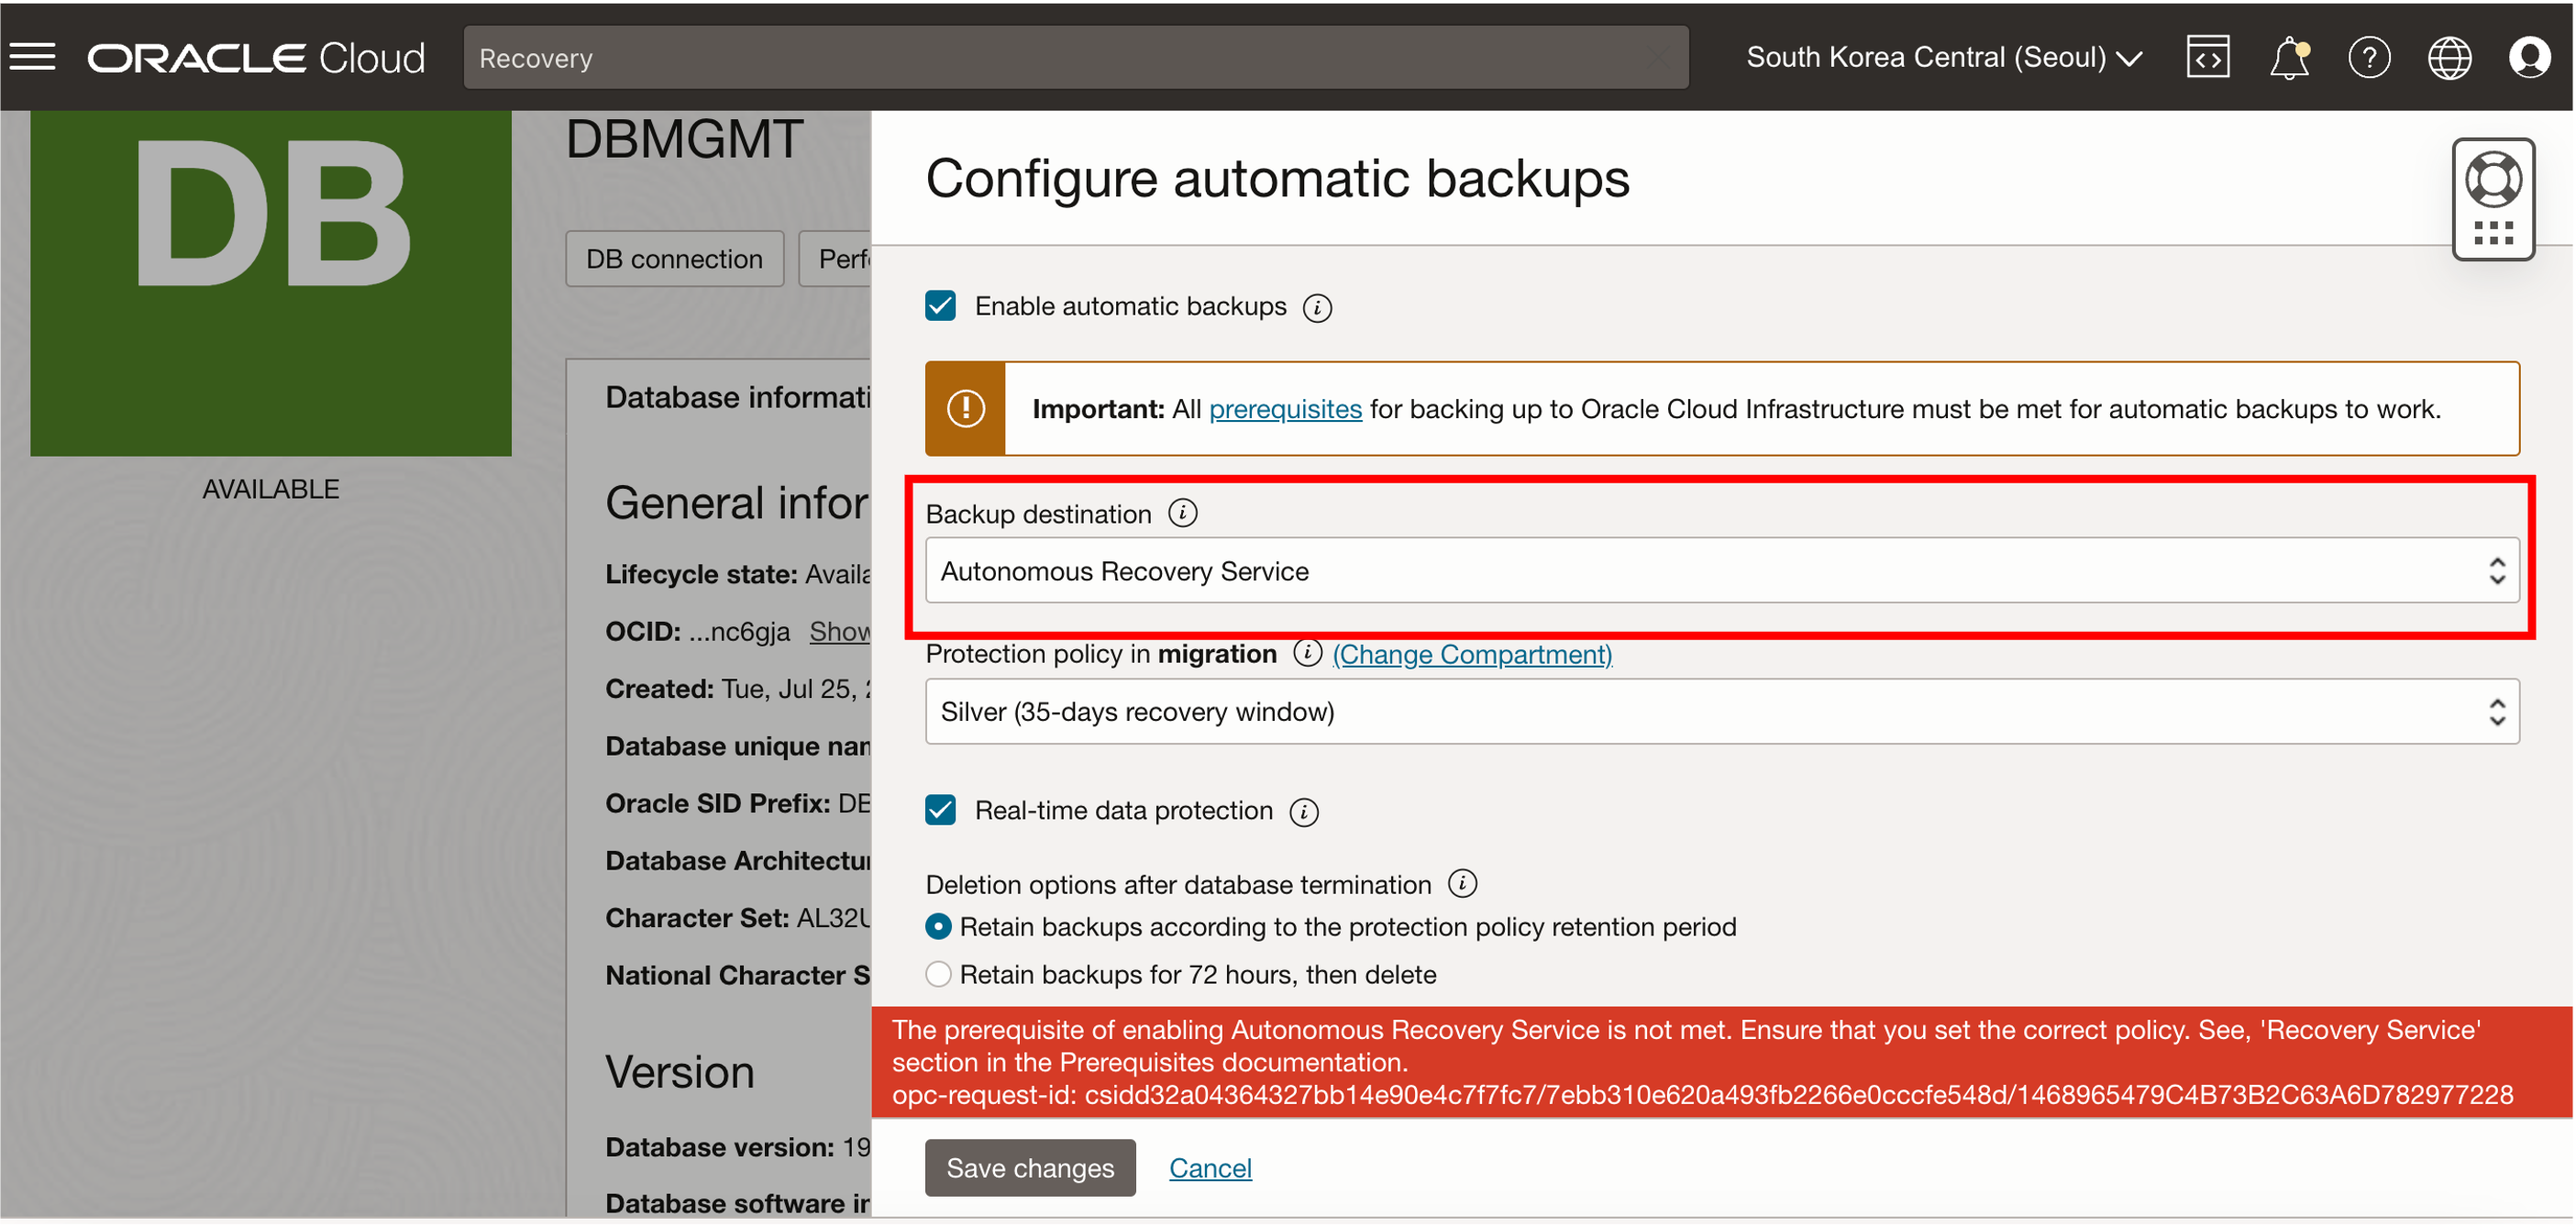 ORACLE Cloud
Recovery
South Korea Central (Seoul)
DB
AVAILABLE
DBMGMT
DB connection
Perf
Database informati
General infor
Lifecycle state: Availa
OCID: ...nc6gja Show
Created: Tue, Jul 25, 2
Database unique nam
Oracle SID Prefix: DB
Database Architectur
Character Set: AL32U
National Character S
Version
Database version: 19
Database software in
Configure automatic backups
Enable automatic backups
Important: All prerequisites for backing up to Oracle Cloud Infrastructure must be met for automatic backups to work.
Backup destination
Autonomous Recovery Service
Protection policy in migration (Change Compartment)
Silver (35-days recovery window)
Real-time data protection
Deletion options after database termination
Retain backups according to the protection policy retention period
Retain backups for 72 hours, then delete
The prerequisite of enabling Autonomous Recovery Service is not met. Ensure that you set the correct policy. See, 'Recovery Service'
section in the Prerequisites documentation.
opc-request-id: csidd32a04364327bb14e90e4c7f7fc7/7ebb310e620a493fb2266e0cccfe548d/1468965479C4B73B2C63A6D782977228
Save changes
Cancel